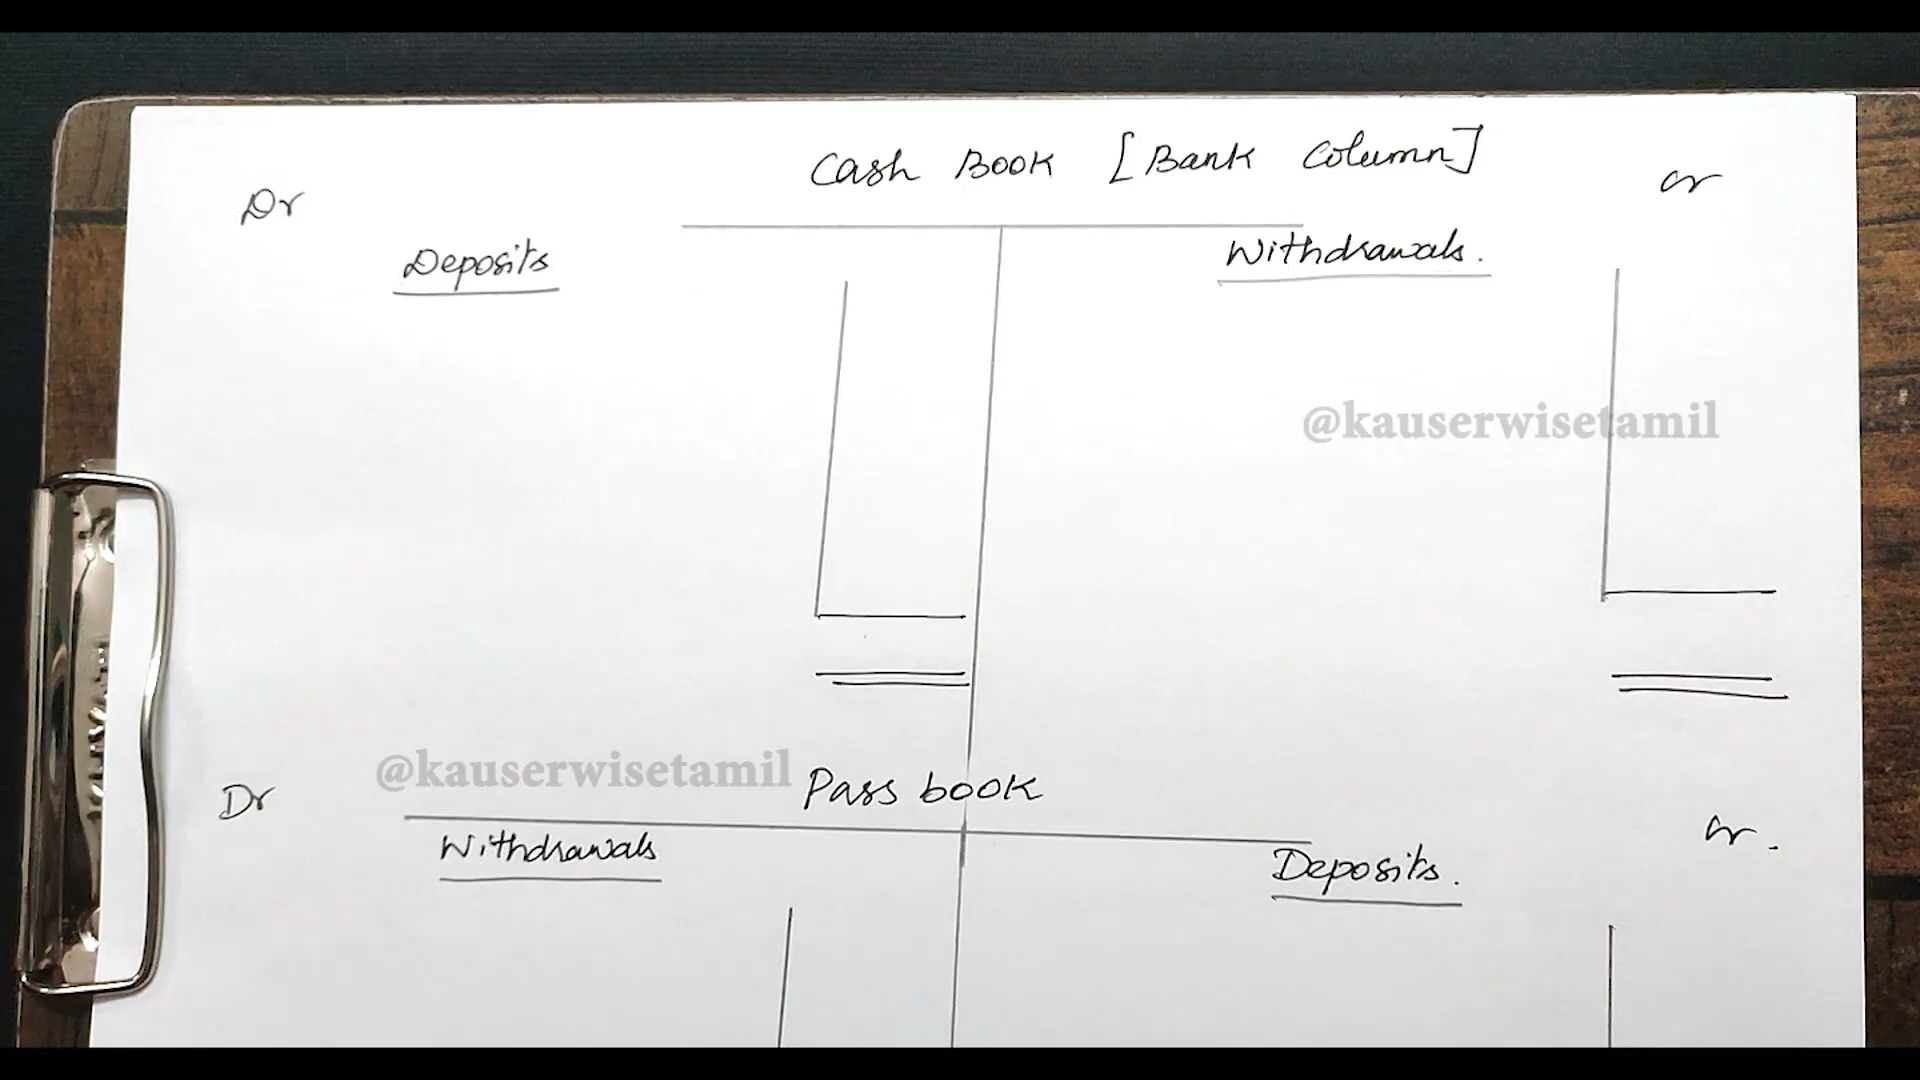 Cash Book [Bank Column]
Dr
Cr
Deposits
Withdrawals.
@kauserwisetamil
@kauserwisetamil
Pass book
Dr
Cr.
Withdrawals
Deposits.